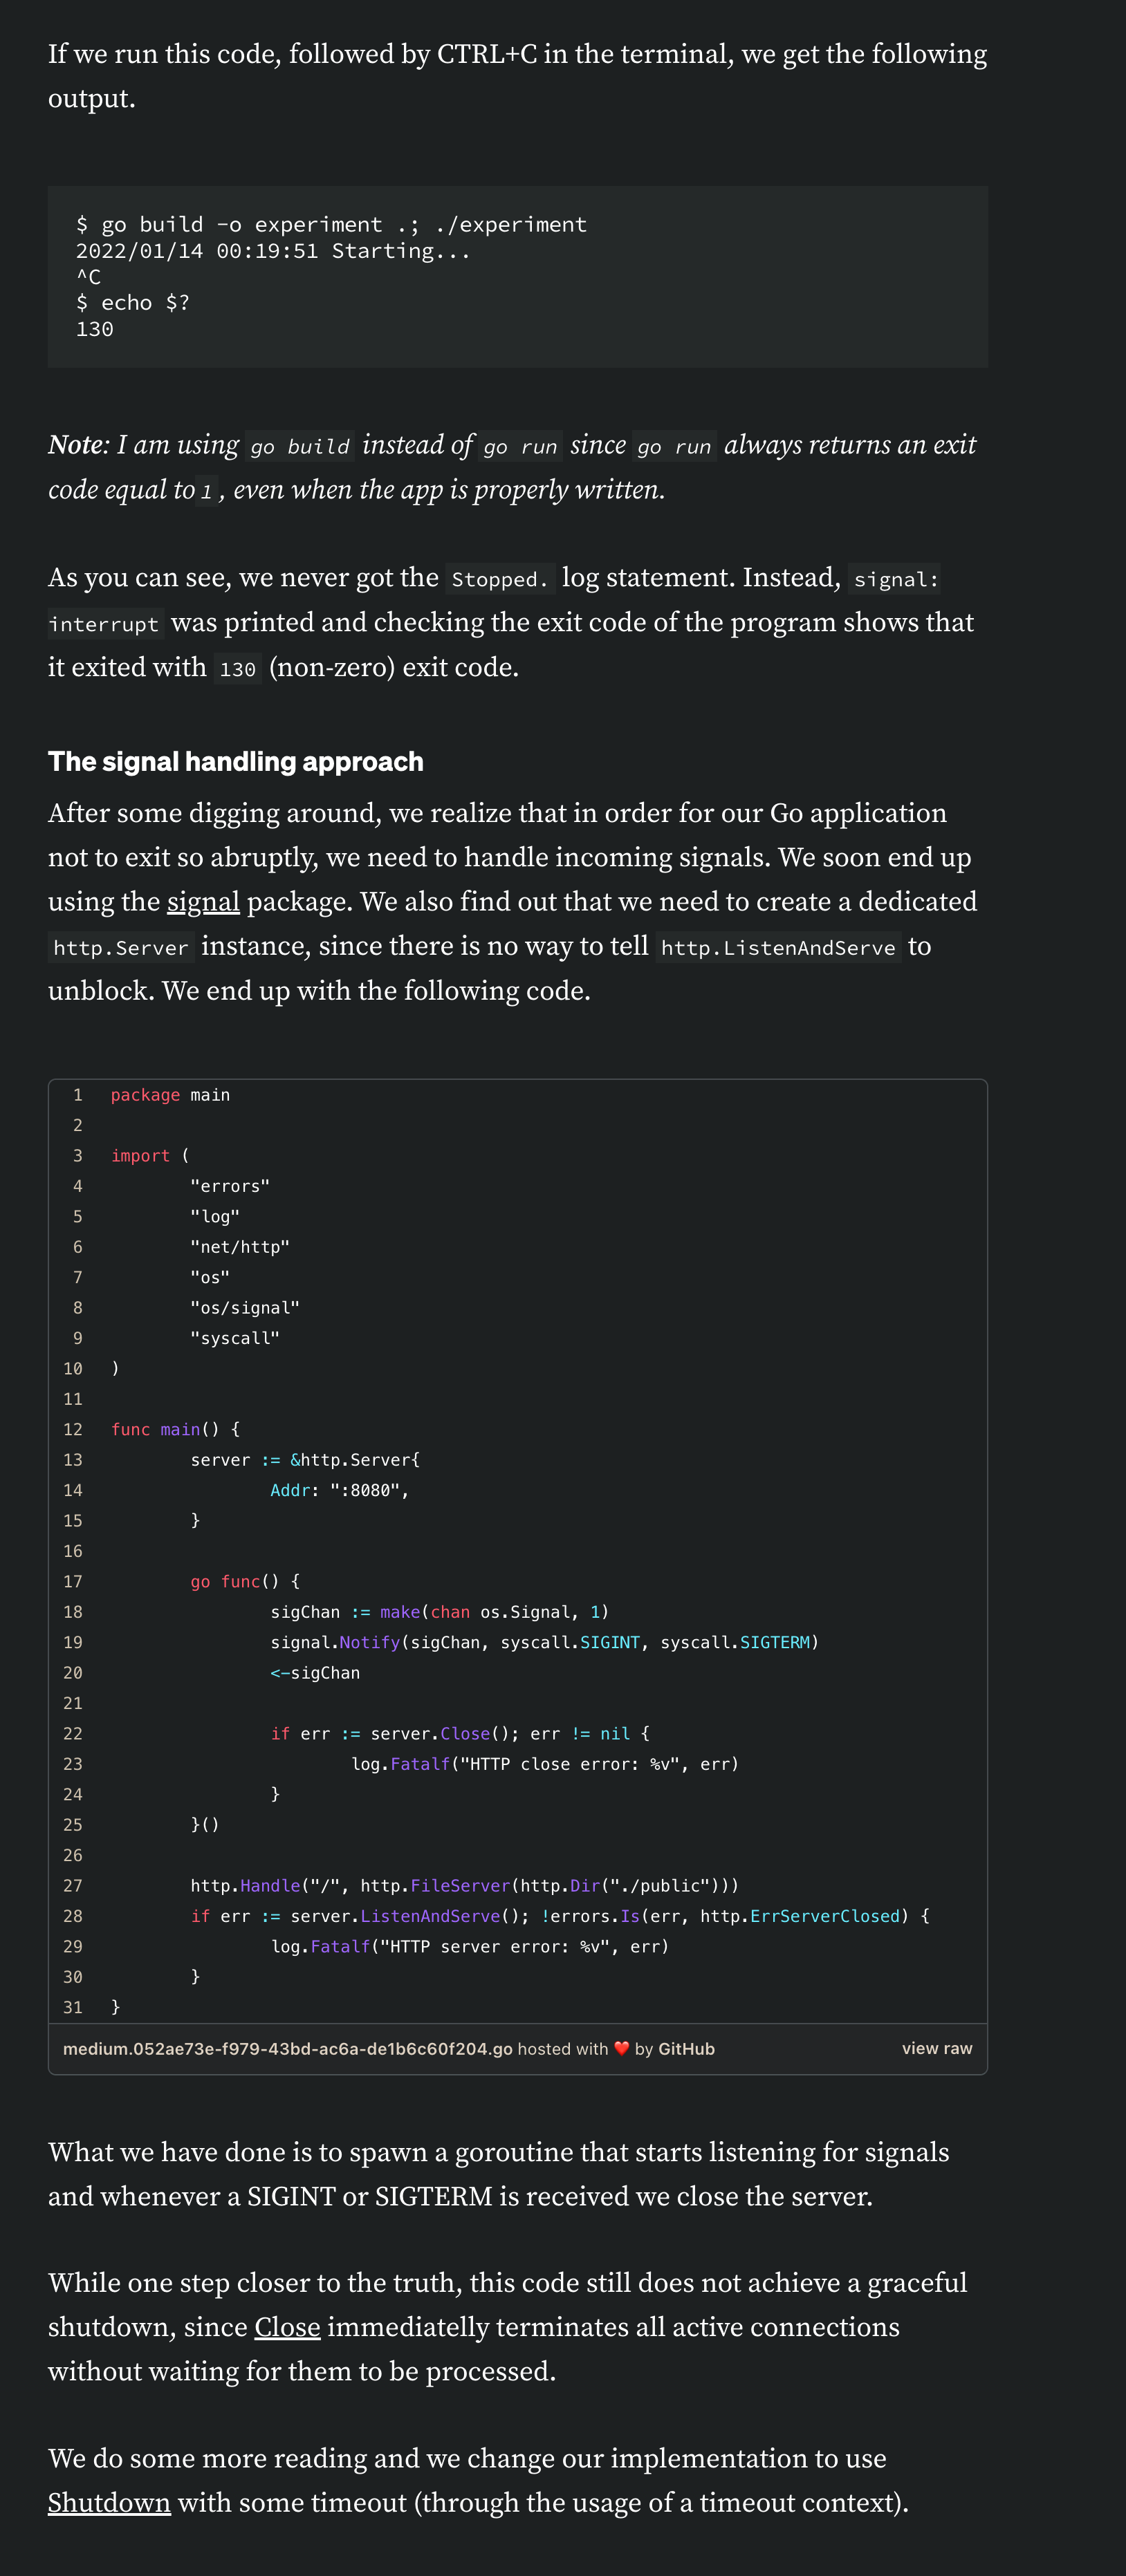 If we run this code, followed by CTRL+C in the terminal, we get the following
output.
$ go build -o experiment .; ./experiment
2022/01/14 00:19:51 Starting...
^C
$ echo $?
130
Note: I am using go build instead of go run since go run always returns an exit
code equal to 1, even when the app is properly written.
As you can see, we never got the Stopped. log statement. Instead, signal:
interrupt was printed and checking the exit code of the program shows that
it exited with 130 (non-zero) exit code.
The signal handling approach
After some digging around, we realize that in order for our Go application
not to exit so abruptly, we need to handle incoming signals. We soon end up
using the signal package. We also find out that we need to create a dedicated
http.Server instance, since there is no way to tell http.ListenAndServe to
unblock. We end up with the following code.
1 package main
2
3 import (
4 "errors"
5 "log"
6 "net/http"
7 "os"
8 "os/signal"
9 "syscall"
10 )
11
12 func main() {
13 server := &http.Server{
14 Addr: ":8080",
15 }
16
17 go func() {
18 sigChan := make(chan os.Signal, 1)
19 signal.Notify(sigChan, syscall.SIGINT, syscall.SIGTERM)
20 <-sigChan
21
22 if err := server.Close(); err != nil {
23 log.Fatalf("HTTP close error: %v", err)
24 }
25 }()
26
27 http.Handle("/", http.FileServer(http.Dir("./public")))
28 if err := server.ListenAndServe(); !errors.Is(err, http.ErrServerClosed) {
29 log.Fatalf("HTTP server error: %v", err)
30 }
31 }
medium.052ae73e-f979-43bd-ac6a-de1b6c60f204.go hosted with ❤ by GitHub view raw
What we have done is to spawn a goroutine that starts listening for signals
and whenever a SIGINT or SIGTERM is received we close the server.
While one step closer to the truth, this code still does not achieve a graceful
shutdown, since Close immediatelly terminates all active connections
without waiting for them to be processed.
We do some more reading and we change our implementation to use
Shutdown with some timeout (through the usage of a timeout context).